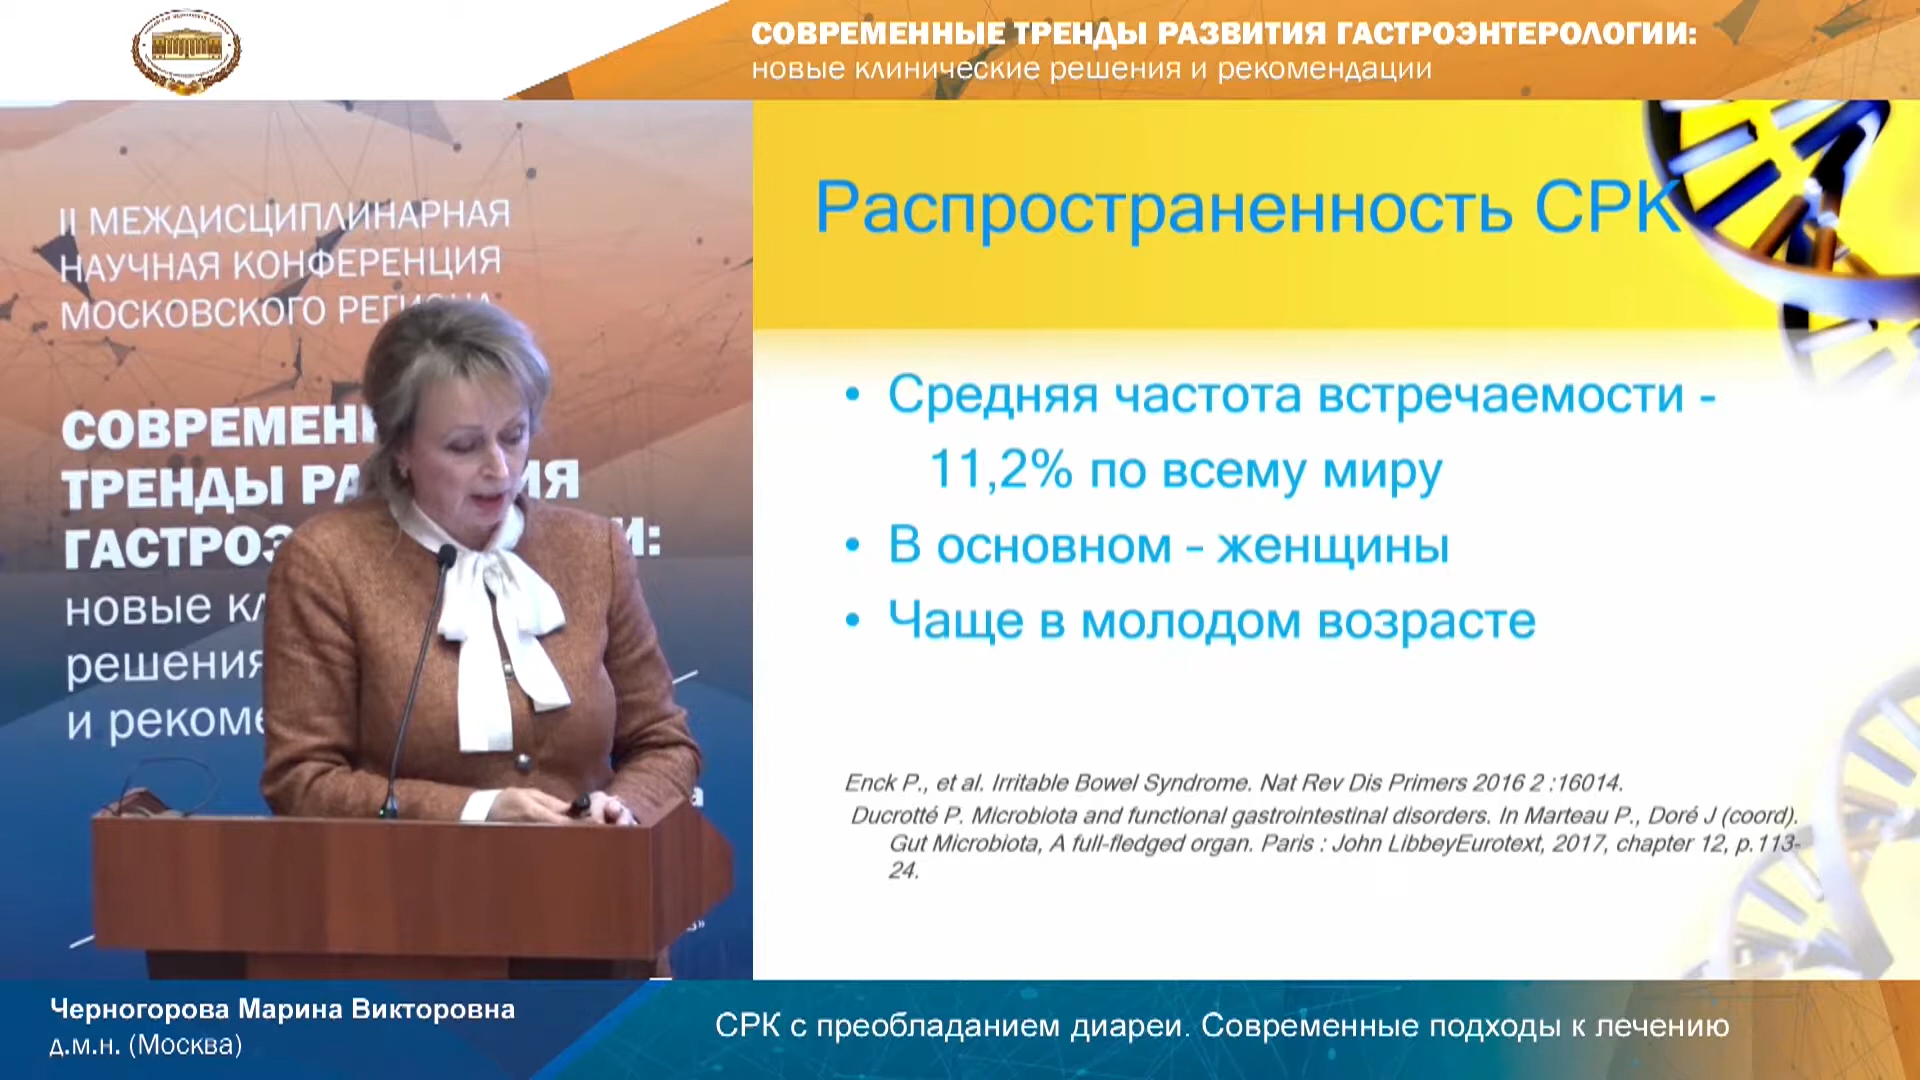 СОВРЕМЕННЫЕ ТРЕНДЫ РАЗВИТИЯ ГАСТРОЭНТЕРОЛОГИИ:
новые клинические решения и рекомендации
II МЕЖДИСЦИПЛИНАРНАЯ
НАУЧНАЯ КОНФЕРЕНЦИЯ
МОСКОВСКОГО
ТРЕНДЫ
новые
решения
и
Распространенность СРК
• Средняя частота встречаемости -
11,2% по всему миру
• В основном - женщины
• Чаще в молодом возрасте
Enck P., et al. Irritable Bowel Syndrome. Nat Rev Dis Primers 2016 2 :16014.
Ducrotté P. Microbiota and functional gastrointestinal disorders. In Marteau P., Doré J (coord).
Gut Microbiota, A full-fledged organ. Paris : John LibbeyEurotext, 2017, chapter 12, p.113-
24.
Черногорова Марина Викторовна
д.м.н. (Москва)
СРК с преобладанием диареи. Современные подходы к лечению